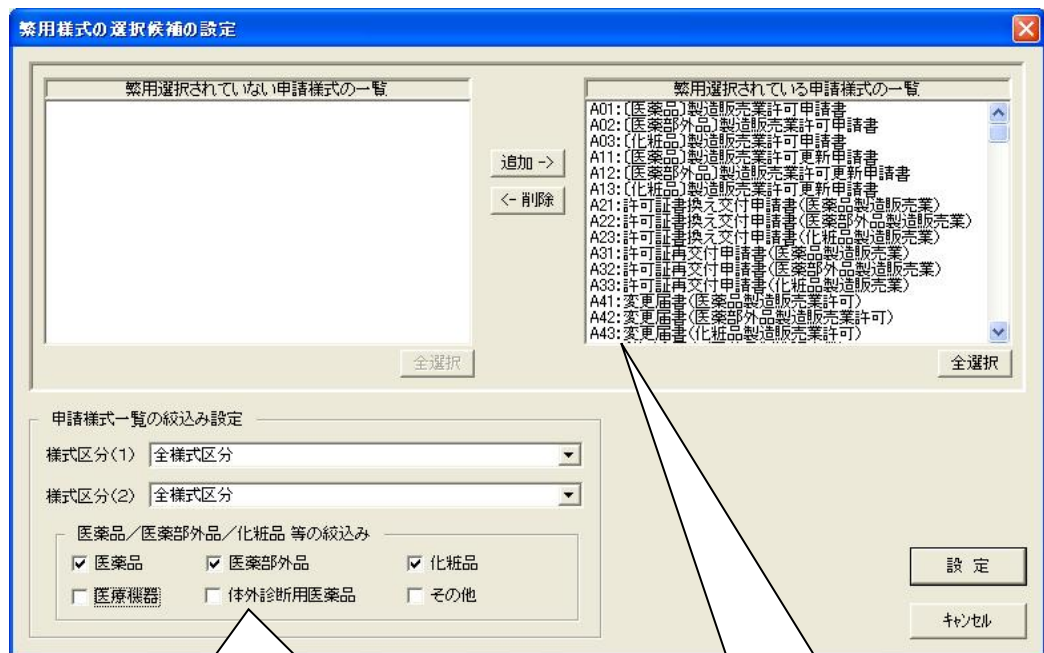 繁用様式の選択候補の設定
繁用選択されていない申請様式の一覧
繁用選択されている申請様式の一覧
A01:〔医薬品〕製造販売業許可申請書
A02:〔医薬部外品〕製造販売業許可申請書
A03:〔化粧品〕製造販売業許可申請書
A11:〔医薬品〕製造販売業許可更新申請書
A12:〔医薬部外品〕製造販売業許可更新申請書
A13:〔化粧品〕製造販売業許可更新申請書
A21:許可証書換え交付申請書(医薬品製造販売業)
A22:許可証書換え交付申請書(医薬部外品製造販売業)
A23:許可証書換え交付申請書(化粧品製造販売業)
A31:許可証再交付申請書(医薬品製造販売業)
A32:許可証再交付申請書(医薬部外品製造販売業)
A33:許可証再交付申請書(化粧品製造販売業)
A41:変更届書(医薬品製造販売業許可)
A42:変更届書(医薬部外品製造販売業許可)
A43:変更届書(化粧品製造販売業許可)
追加 ->
<- 削除
全選択
全選択
申請様式一覧の絞込み設定
様式区分(1) 全様式区分
様式区分(2) 全様式区分
医薬品/医薬部外品/化粧品 等の絞込み
医薬品 医薬部外品 化粧品
医療機器 体外診断用医薬品 その他
設 定
キャンセル